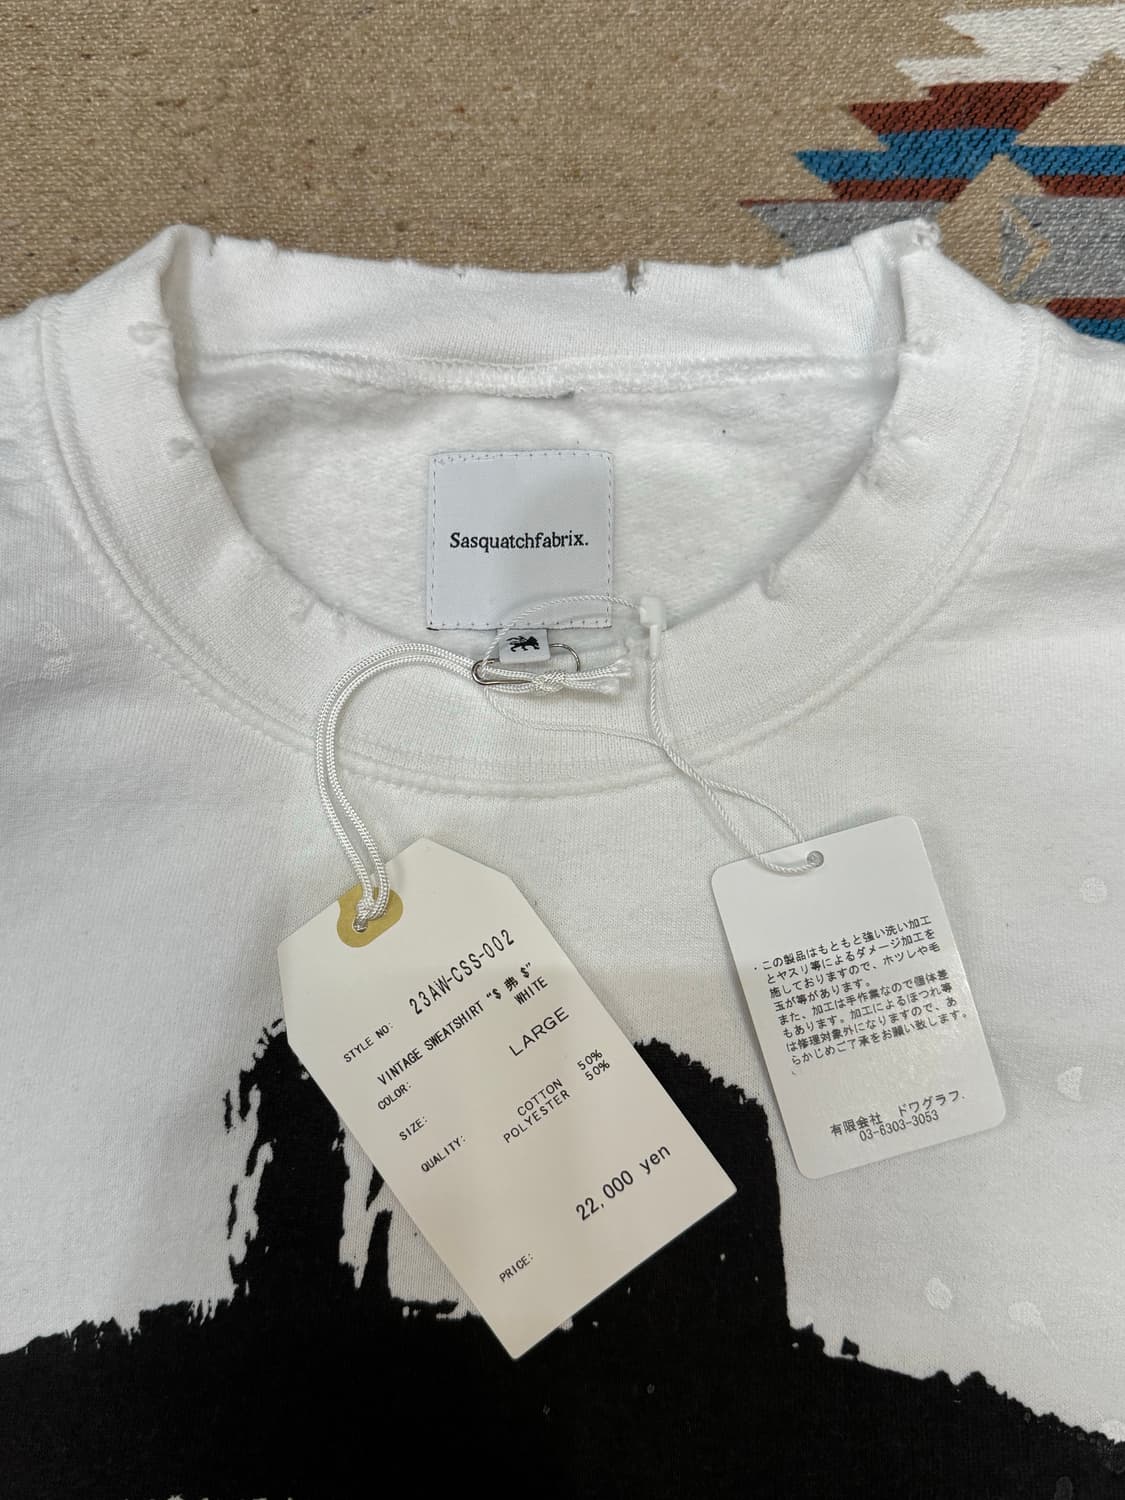 Sasquatchfabrix.
STYLE NO: 23AW-CSS-002
VINTAGE SWEATSHIRT "$ 弗 $"
COLOR: WHITE
SIZE: LARGE
QUALITY: COTTON 50%
POLYESTER 50%
PRICE: 22,000 yen
・この製品はもともと強い洗い加工
とヤスリ等によるダメージ加工を
施しておりますので、ホツレや毛
玉が等があります。
また、加工は手作業なので個体差
もあります。加工によるほつれ等
は修理対象外になりますので、あ
らかじめご了承をお願い致します。
有限会社 ドワグラフ.
03-6303-3053